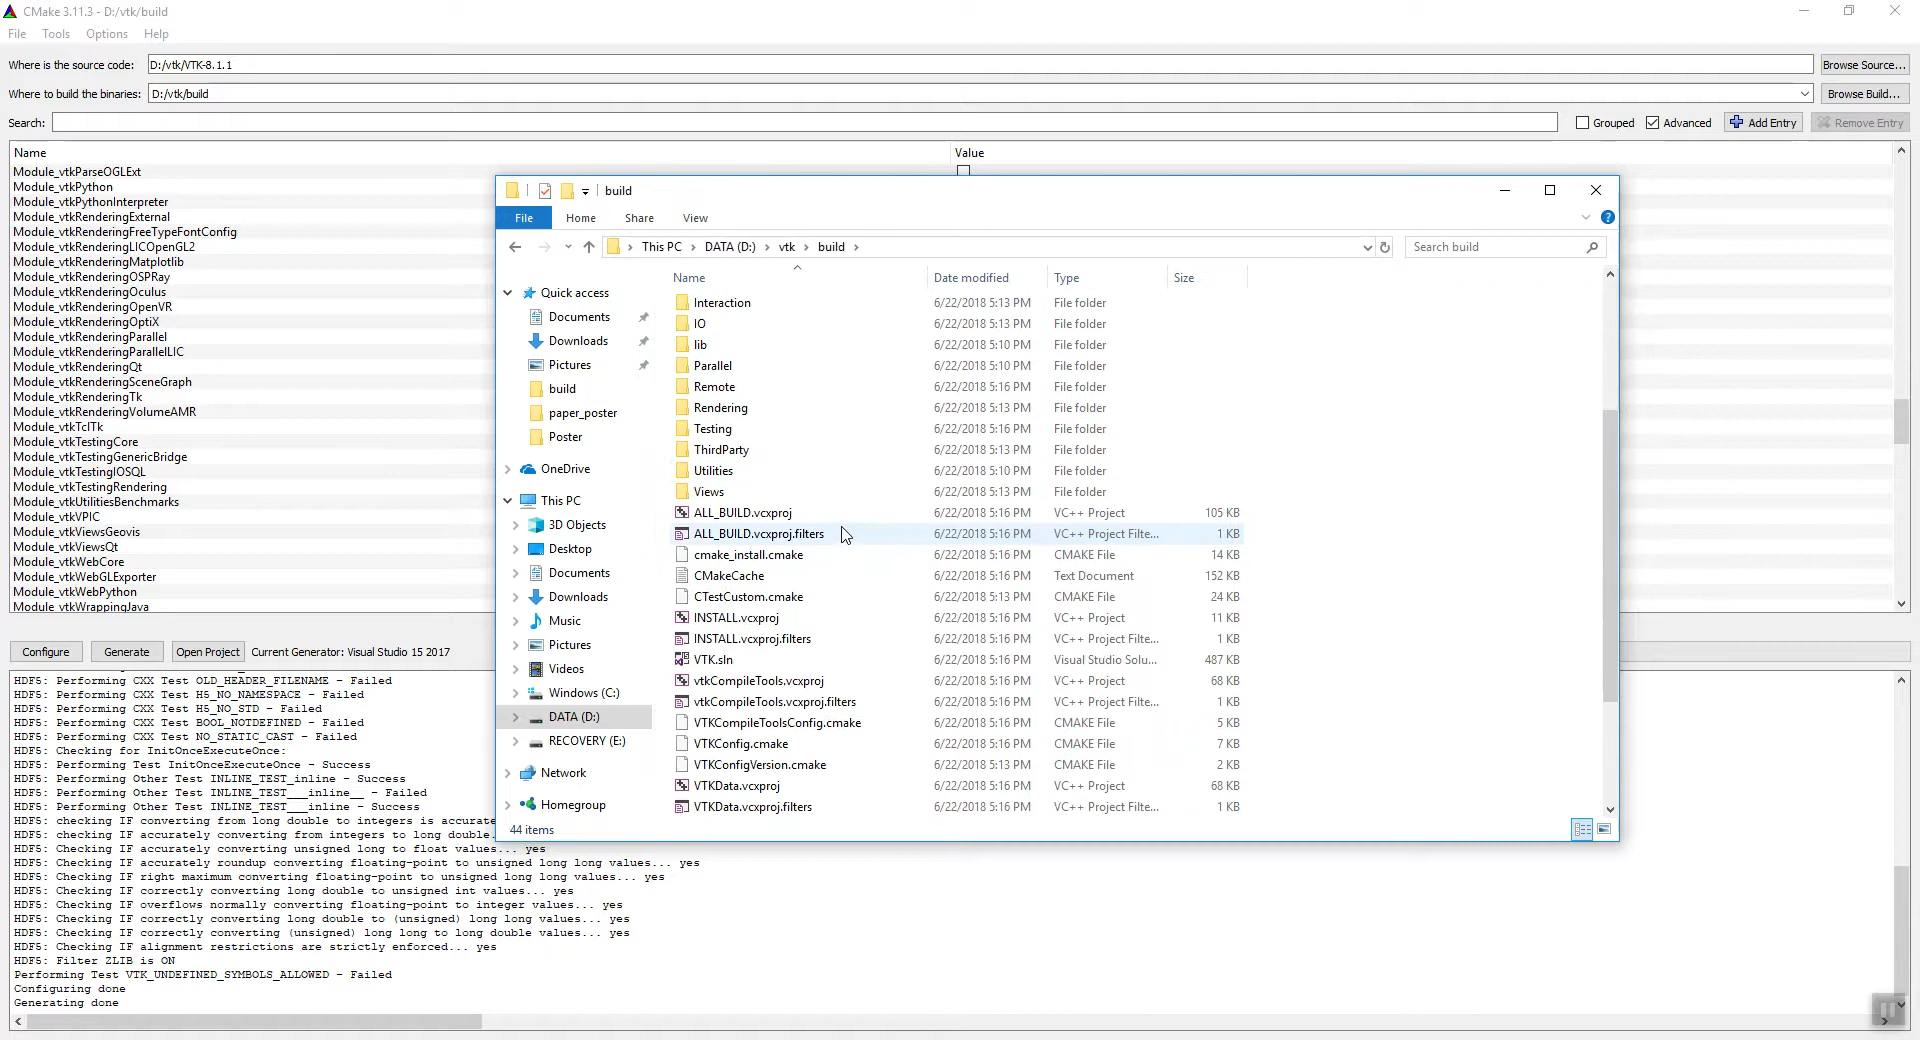 CMake 3.11.3 - D:/vtk/build
File Tools Options Help
Where is the source code: D:/vtk/VTK-8.1.1 Browse Source...
Where to build the binaries: D:/vtk/build Browse Build...
Search: Grouped Advanced Add Entry Remove Entry
Name Value
Module_vtkParseOGLExt
Module_vtkPython
Module_vtkPythonInterpreter
Module_vtkRenderingExternal
Module_vtkRenderingFreeTypeFontConfig
Module_vtkRenderingLICOpenGL2
Module_vtkRenderingMatplotlib
Module_vtkRenderingOSPRay
Module_vtkRenderingOculus
Module_vtkRenderingOpenVR
Module_vtkRenderingOptiX
Module_vtkRenderingParallel
Module_vtkRenderingParallelLIC
Module_vtkRenderingQt
Module_vtkRenderingSceneGraph
Module_vtkRenderingTk
Module_vtkRenderingVolumeAMR
Module_vtkTclTk
Module_vtkTestingCore
Module_vtkTestingGenericBridge
Module_vtkTestingIOSQL
Module_vtkTestingRendering
Module_vtkUtilitiesBenchmarks
Module_vtkVPIC
Module_vtkViewsGeovis
Module_vtkViewsQt
Module_vtkWebCore
Module_vtkWebGLExporter
Module_vtkWebPython
Module_vtkWrappingJava
build
File Home Share View
This PC DATA (D:) vtk build Search build
Quick access
Documents
Downloads
Pictures
build
paper_poster
Poster
OneDrive
This PC
3D Objects
Desktop
Documents
Downloads
Music
Pictures
Videos
Windows (C:)
DATA (D:)
RECOVERY (E:)
Network
Homegroup
Name Date modified Type Size
Interaction 6/22/2018 5:13 PM File folder
IO 6/22/2018 5:13 PM File folder
lib 6/22/2018 5:10 PM File folder
Parallel 6/22/2018 5:10 PM File folder
Remote 6/22/2018 5:16 PM File folder
Rendering 6/22/2018 5:13 PM File folder
Testing 6/22/2018 5:16 PM File folder
ThirdParty 6/22/2018 5:13 PM File folder
Utilities 6/22/2018 5:10 PM File folder
Views 6/22/2018 5:13 PM File folder
ALL_BUILD.vcxproj 6/22/2018 5:16 PM VC++ Project 105 KB
ALL_BUILD.vcxproj.filters 6/22/2018 5:16 PM VC++ Project Filte... 1 KB
cmake_install.cmake 6/22/2018 5:16 PM CMAKE File 14 KB
CMakeCache 6/22/2018 5:16 PM Text Document 152 KB
CTestCustom.cmake 6/22/2018 5:13 PM CMAKE File 24 KB
INSTALL.vcxproj 6/22/2018 5:16 PM VC++ Project 11 KB
INSTALL.vcxproj.filters 6/22/2018 5:16 PM VC++ Project Filte... 1 KB
VTK.sln 6/22/2018 5:16 PM Visual Studio Solu... 487 KB
vtkCompileTools.vcxproj 6/22/2018 5:16 PM VC++ Project 68 KB
vtkCompileTools.vcxproj.filters 6/22/2018 5:16 PM VC++ Project Filte... 1 KB
VTKCompileToolsConfig.cmake 6/22/2018 5:16 PM CMAKE File 5 KB
VTKConfig.cmake 6/22/2018 5:16 PM CMAKE File 7 KB
VTKConfigVersion.cmake 6/22/2018 5:13 PM CMAKE File 2 KB
VTKData.vcxproj 6/22/2018 5:16 PM VC++ Project 68 KB
VTKData.vcxproj.filters 6/22/2018 5:16 PM VC++ Project Filte... 1 KB
44 items
Configure Generate Open Project Current Generator: Visual Studio 15 2017
HDF5: Performing CXX Test OLD_HEADER_FILENAME - Failed
HDF5: Performing CXX Test H5_NO_NAMESPACE - Failed
HDF5: Performing CXX Test H5_NO_STD - Failed
HDF5: Performing CXX Test BOOL_NOTDEFINED - Failed
HDF5: Performing CXX Test NO_STATIC_CAST - Failed
HDF5: Checking for InitOnceExecuteOnce:
HDF5: Performing Test InitOnceExecuteOnce - Success
HDF5: Performing Other Test INLINE_TEST_inline - Success
HDF5: Performing Other Test INLINE_TEST___inline__ - Failed
HDF5: Performing Other Test INLINE_TEST___inline - Success
HDF5: checking IF converting from long double to integers is accurate
HDF5: checking IF accurately converting from integers to long double.
HDF5: Checking IF accurately converting unsigned long to float values... yes
HDF5: Checking IF accurately roundup converting floating-point to unsigned long long values... yes
HDF5: Checking IF right maximum converting floating-point to unsigned long long values... yes
HDF5: Checking IF correctly converting long double to unsigned int values... yes
HDF5: Checking IF overflows normally converting floating-point to integer values... yes
HDF5: Checking IF correctly converting long double to (unsigned) long long values... yes
HDF5: Checking IF correctly converting (unsigned) long long to long double values... yes
HDF5: Checking IF alignment restrictions are strictly enforced... yes
HDF5: Filter ZLIB is ON
Performing Test VTK_UNDEFINED_SYMBOLS_ALLOWED - Failed
Configuring done
Generating done